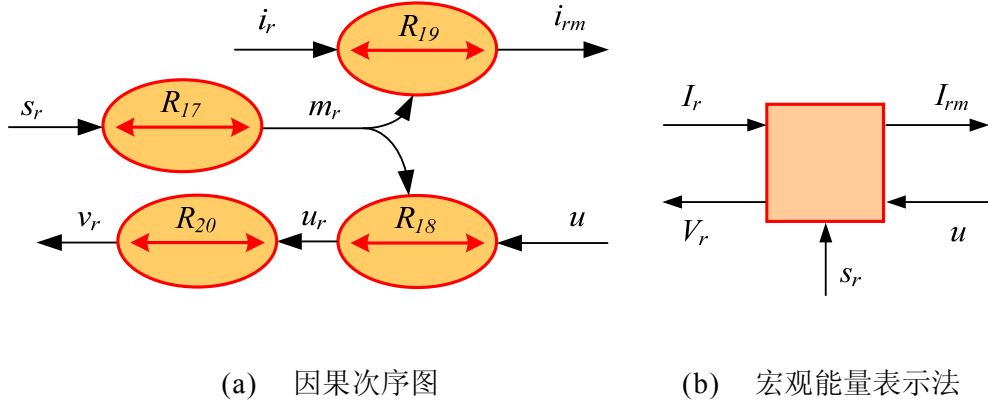 i_r R_19 i_rm
s_r R_17 m_r
v_r R_20 u_r R_18 u
I_r I_rm
V_r u
s_r
(a) 因果次序图
(b) 宏观能量表示法